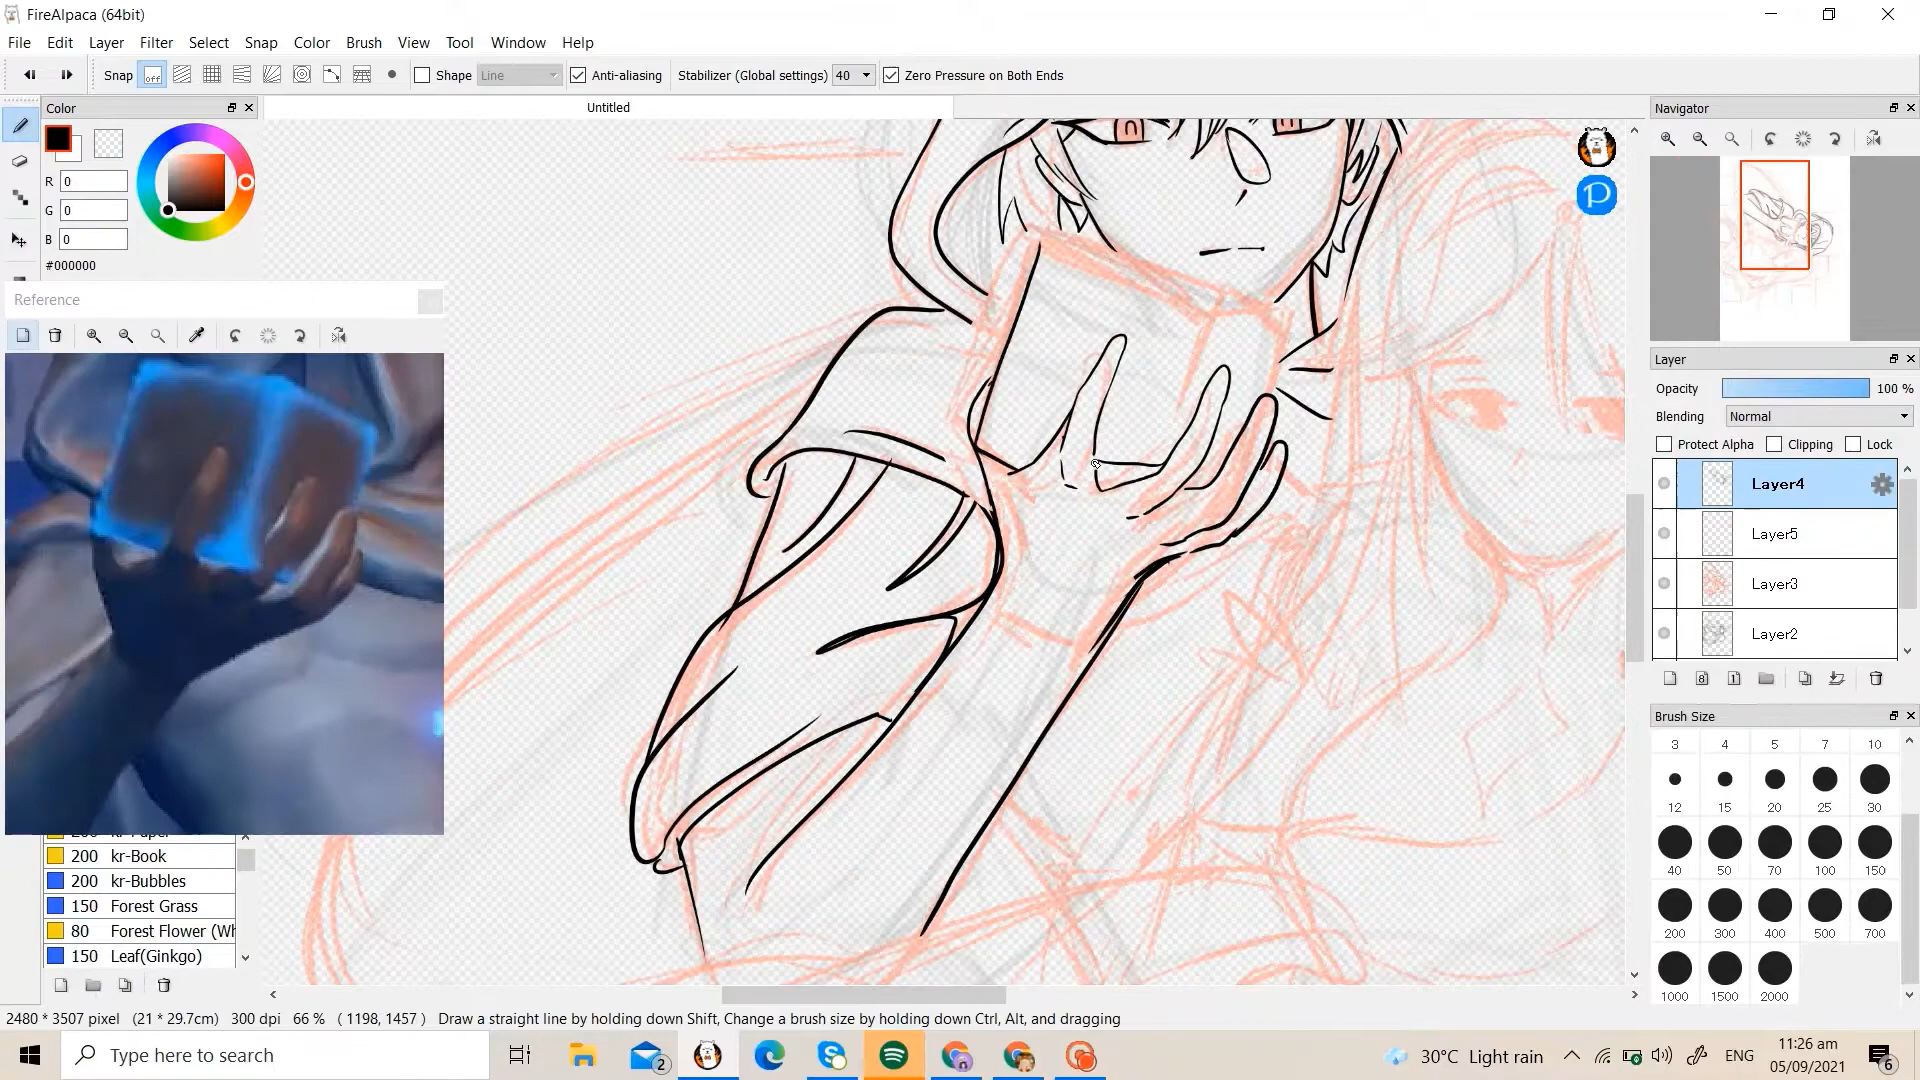 FireAlpaca (64bit)
File Edit Layer Filter Select Snap Color Brush View Tool Window Help
Snap off Shape Line Anti-aliasing Stabilizer (Global settings) 40 Zero Pressure on Both Ends
Color
Untitled
Navigator
R 0
G 0
B 0
#000000
Reference
P
Layer
Opacity 100 %
Blending Normal
Protect Alpha Clipping Lock
Layer4
Layer5
Layer3
Layer2
8 1
Brush Size
3 4 5 7 10
12 15 20 25 30
40 50 70 100 150
200 300 400 500 700
1000 1500 2000
200 kr-Paper
200 kr-Book
200 kr-Bubbles
150 Forest Grass
80 Forest Flower (Wh
150 Leaf(Ginkgo)
2480 * 3507 pixel (21 * 29.7cm) 300 dpi 66 % ( 1198, 1457 ) Draw a straight line by holding down Shift, Change a brush size by holding down Ctrl, Alt, and dragging
Type here to search
2
30°C Light rain
ENG
11:26 am
05/09/2021
6